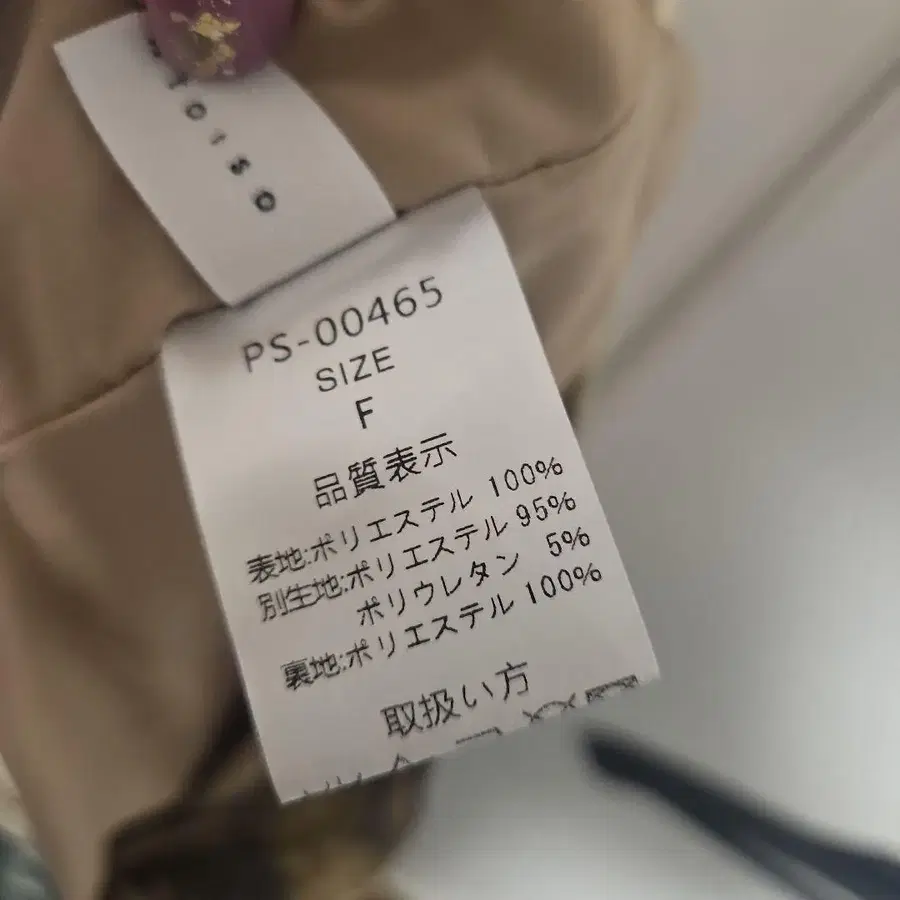 PS-00465
SIZE
F
品質表示
表地:ポリエステル 100%
別生地:ポリエステル 95%
ポリウレタン 5%
裏地:ポリエステル 100%
取扱い方